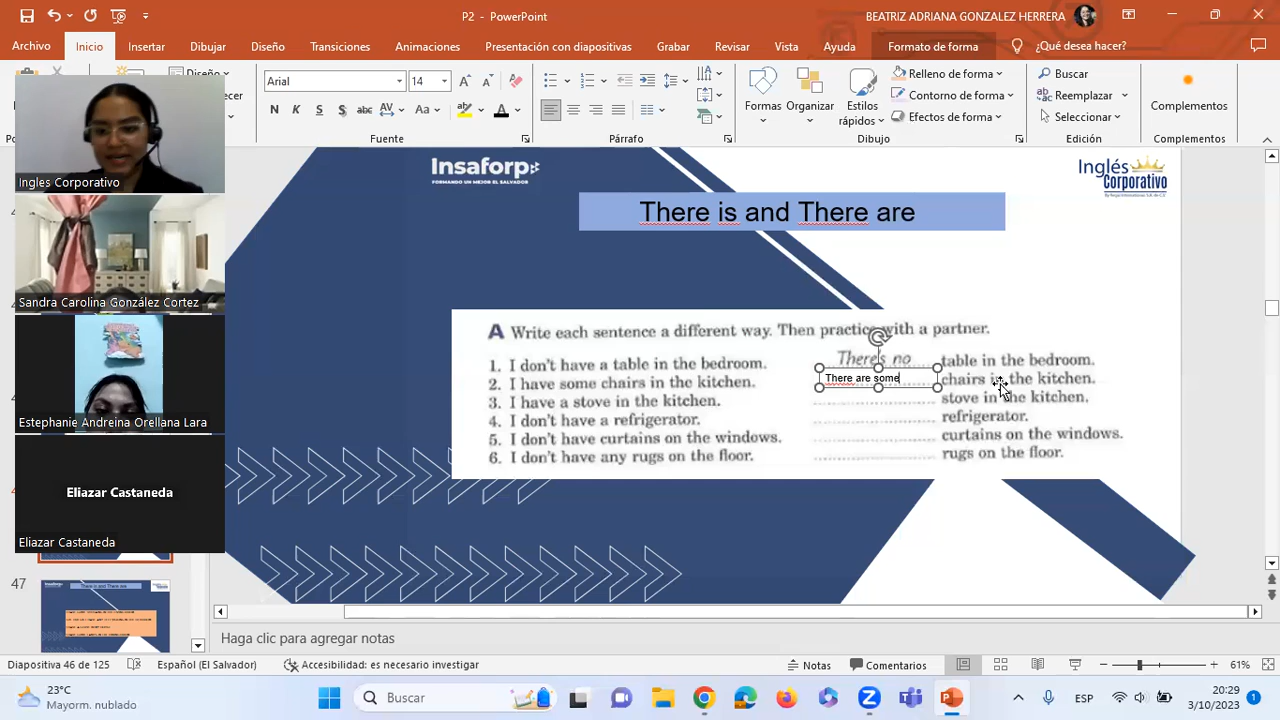 P2 - PowerPoint
BEATRIZ ADRIANA GONZALEZ HERRERA
Archivo Inicio Insertar Dibujar Diseño Transiciones Animaciones Presentación con diapositivas Grabar Revisar Vista Ayuda Formato de forma ¿Qué desea hacer?
Diseño
Arial 14
Formas
Organizar
Estilos rápidos
Relleno de forma
Contorno de forma
Efectos de forma
Buscar
Reemplazar
Seleccionar
Complementos
Fuente Párrafo Dibujo Edición Complementos
Ingles Corporativo
Sandra Carolina González Cortez
Estephanie Andreina Orellana Lara
Eliazar Castaneda
Eliazar Castaneda
47
Insaforp
FORMANDO UN MEJOR EL SALVADOR
Inglés
Corporativo
There is and There are
A Write each sentence a different way. Then practice with a partner.
1. I don't have a table in the bedroom. There's no table in the bedroom.
2. I have some chairs in the kitchen. There are some chairs in the kitchen.
3. I have a stove in the kitchen. stove in the kitchen.
4. I don't have a refrigerator. refrigerator.
5. I don't have curtains on the windows. curtains on the windows.
6. I don't have any rugs on the floor. rugs on the floor.
Haga clic para agregar notas
Diapositiva 46 de 125 Español (El Salvador) Accesibilidad: es necesario investigar Notas Comentarios 61%
23°C
Mayorm. nublado
Buscar
ESP
20:29
3/10/2023